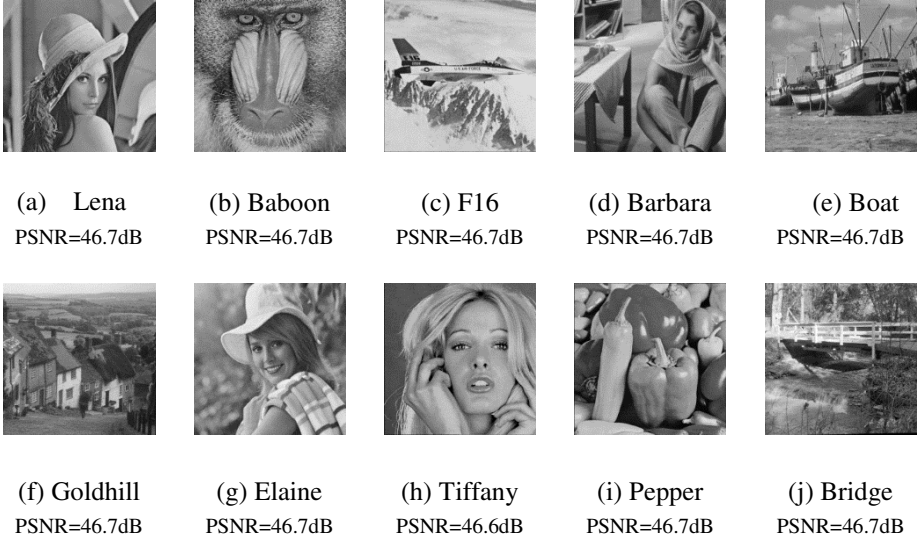 (a) Lena
(b) Baboon
(c) F16
(d) Barbara
(e) Boat
PSNR=46.7dB
PSNR=46.7dB
PSNR=46.7dB
PSNR=46.7dB
PSNR=46.7dB
(f) Goldhill
(g) Elaine
(h) Tiffany
(i) Pepper
(j) Bridge
PSNR=46.7dB
PSNR=46.7dB
PSNR=46.6dB
PSNR=46.7dB
PSNR=46.7dB